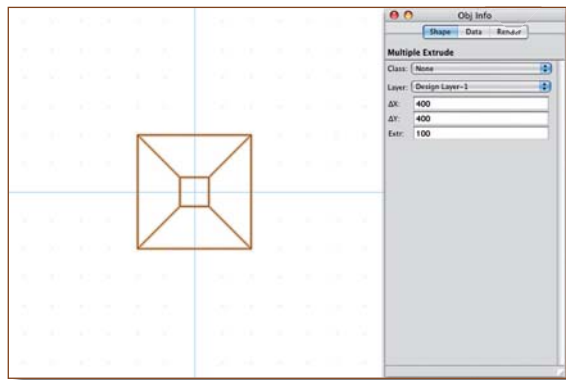 Obj Info
Shape Data Render
Multiple Extrude
Class: None
Layer: Design Layer-1
ΔX: 400
ΔY: 400
Extr: 100